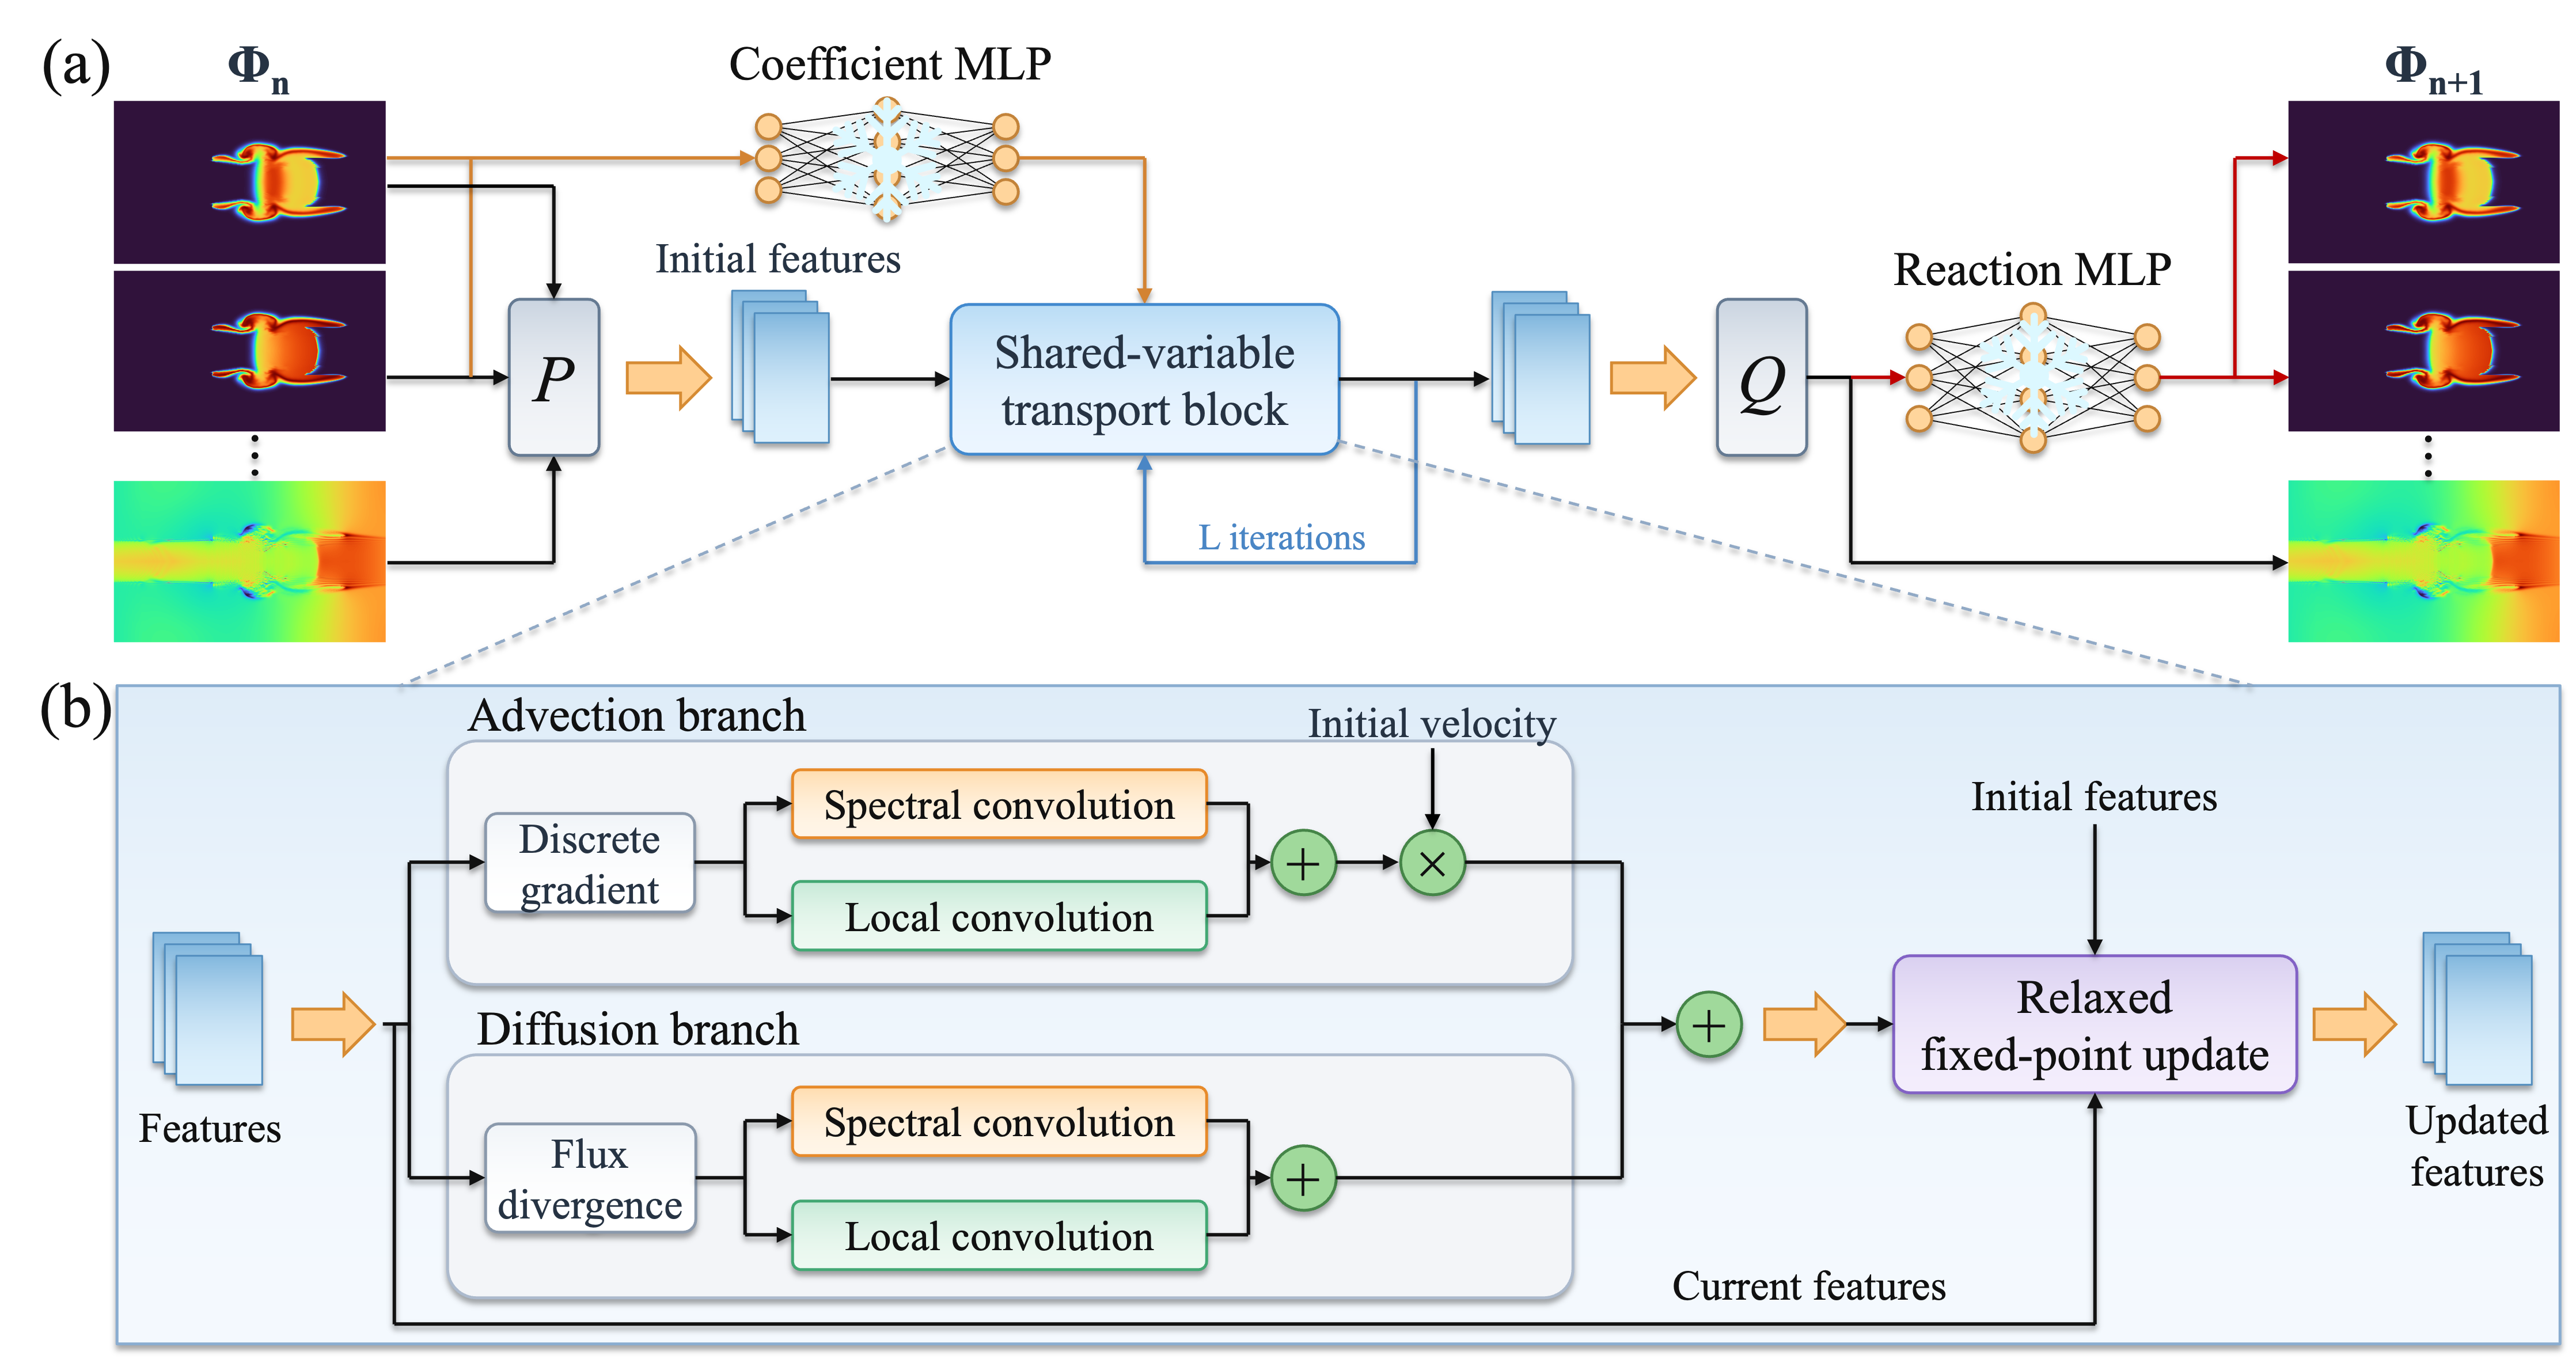 (a)
Φn
Coefficient MLP
Φn+1
Initial features
Reaction MLP
P
Shared-variable
transport block
Q
L iterations
(b)
Advection branch
Initial velocity
Discrete
gradient
Spectral convolution
Local convolution
+
×
Initial features
Features
Diffusion branch
Flux
divergence
Spectral convolution
Local convolution
+
+
Relaxed
fixed-point update
Updated
features
Current features